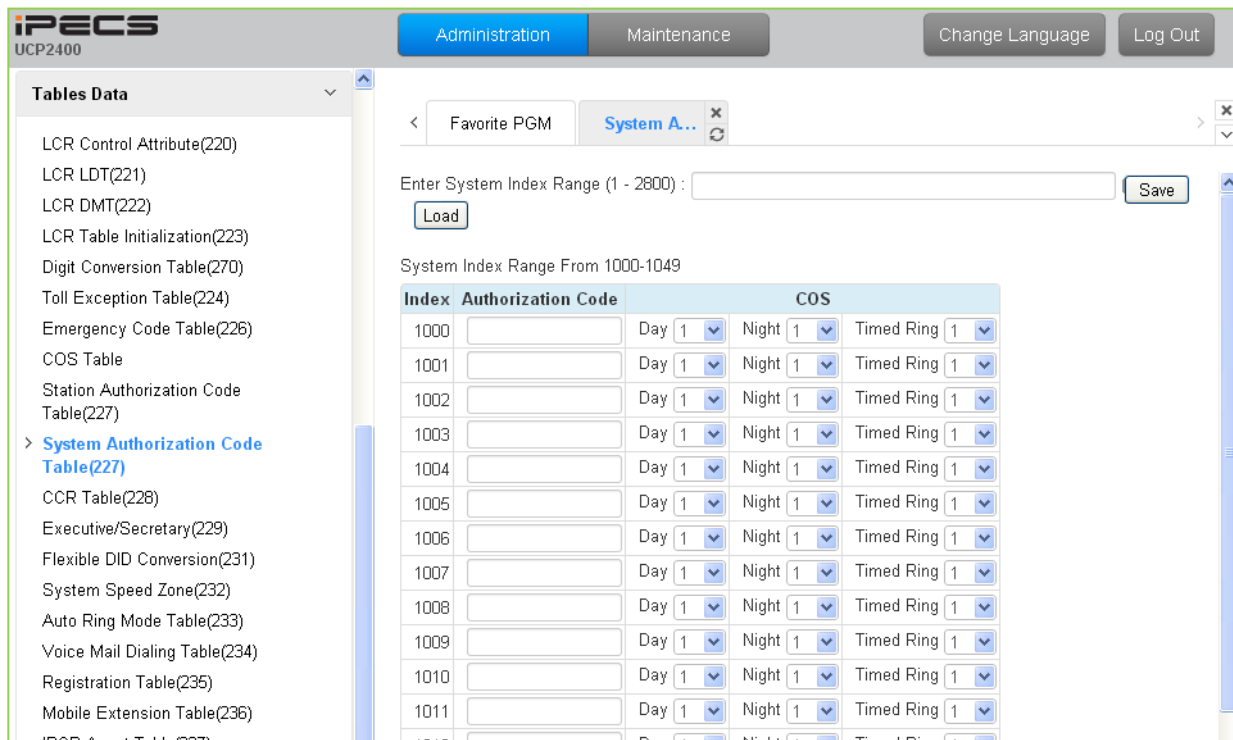 iPECS
UCP2400
Administration
Maintenance
Change Language
Log Out
Tables Data
LCR Control Attribute(220)
LCR LDT(221)
LCR DMT(222)
LCR Table Initialization(223)
Digit Conversion Table(270)
Toll Exception Table(224)
Emergency Code Table(226)
COS Table
Station Authorization Code
Table(227)
System Authorization Code
Table(227)
CCR Table(228)
Executive/Secretary(229)
Flexible DID Conversion(231)
System Speed Zone(232)
Auto Ring Mode Table(233)
Voice Mail Dialing Table(234)
Registration Table(235)
Mobile Extension Table(236)
Favorite PGM
System A...
Enter System Index Range (1 - 2800) :
Save
Load
System Index Range From 1000-1049
Index Authorization Code COS
1000 Day 1 Night 1 Timed Ring 1
1001 Day 1 Night 1 Timed Ring 1
1002 Day 1 Night 1 Timed Ring 1
1003 Day 1 Night 1 Timed Ring 1
1004 Day 1 Night 1 Timed Ring 1
1005 Day 1 Night 1 Timed Ring 1
1006 Day 1 Night 1 Timed Ring 1
1007 Day 1 Night 1 Timed Ring 1
1008 Day 1 Night 1 Timed Ring 1
1009 Day 1 Night 1 Timed Ring 1
1010 Day 1 Night 1 Timed Ring 1
1011 Day 1 Night 1 Timed Ring 1